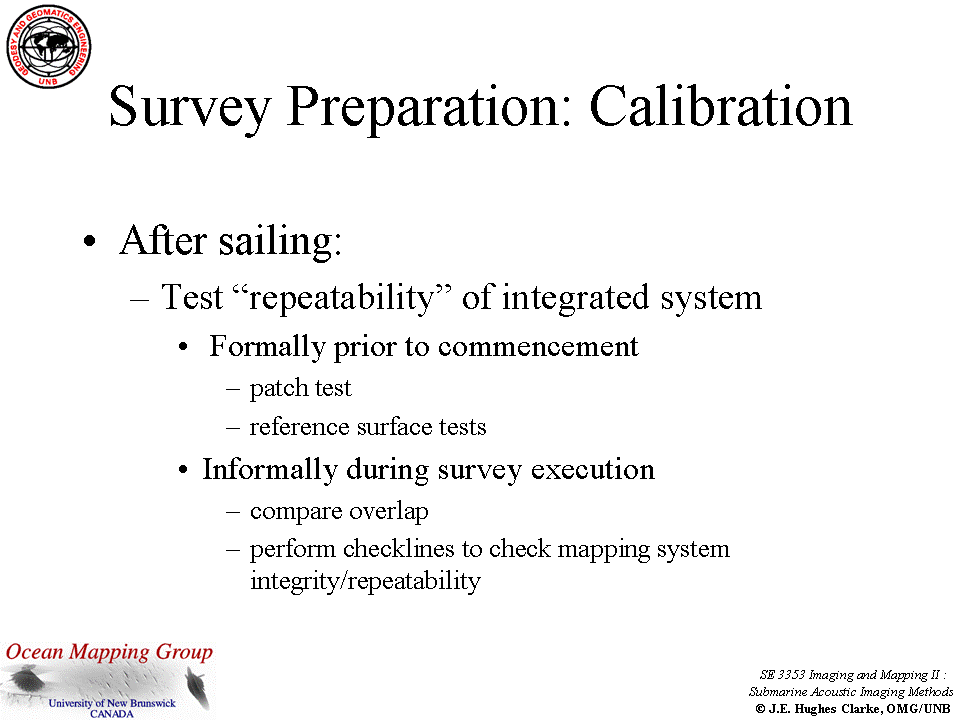 GEODESY AND GEOMATICS ENGINEERING
UNB
Survey Preparation: Calibration
• After sailing:
– Test “repeatability” of integrated system
• Formally prior to commencement
– patch test
– reference surface tests
• Informally during survey execution
– compare overlap
– perform checklines to check mapping system
integrity/repeatability
Ocean Mapping Group
University of New Brunswick
CANADA
SE 3353 Imaging and Mapping II :
Submarine Acoustic Imaging Methods
© J.E. Hughes Clarke, OMG/UNB